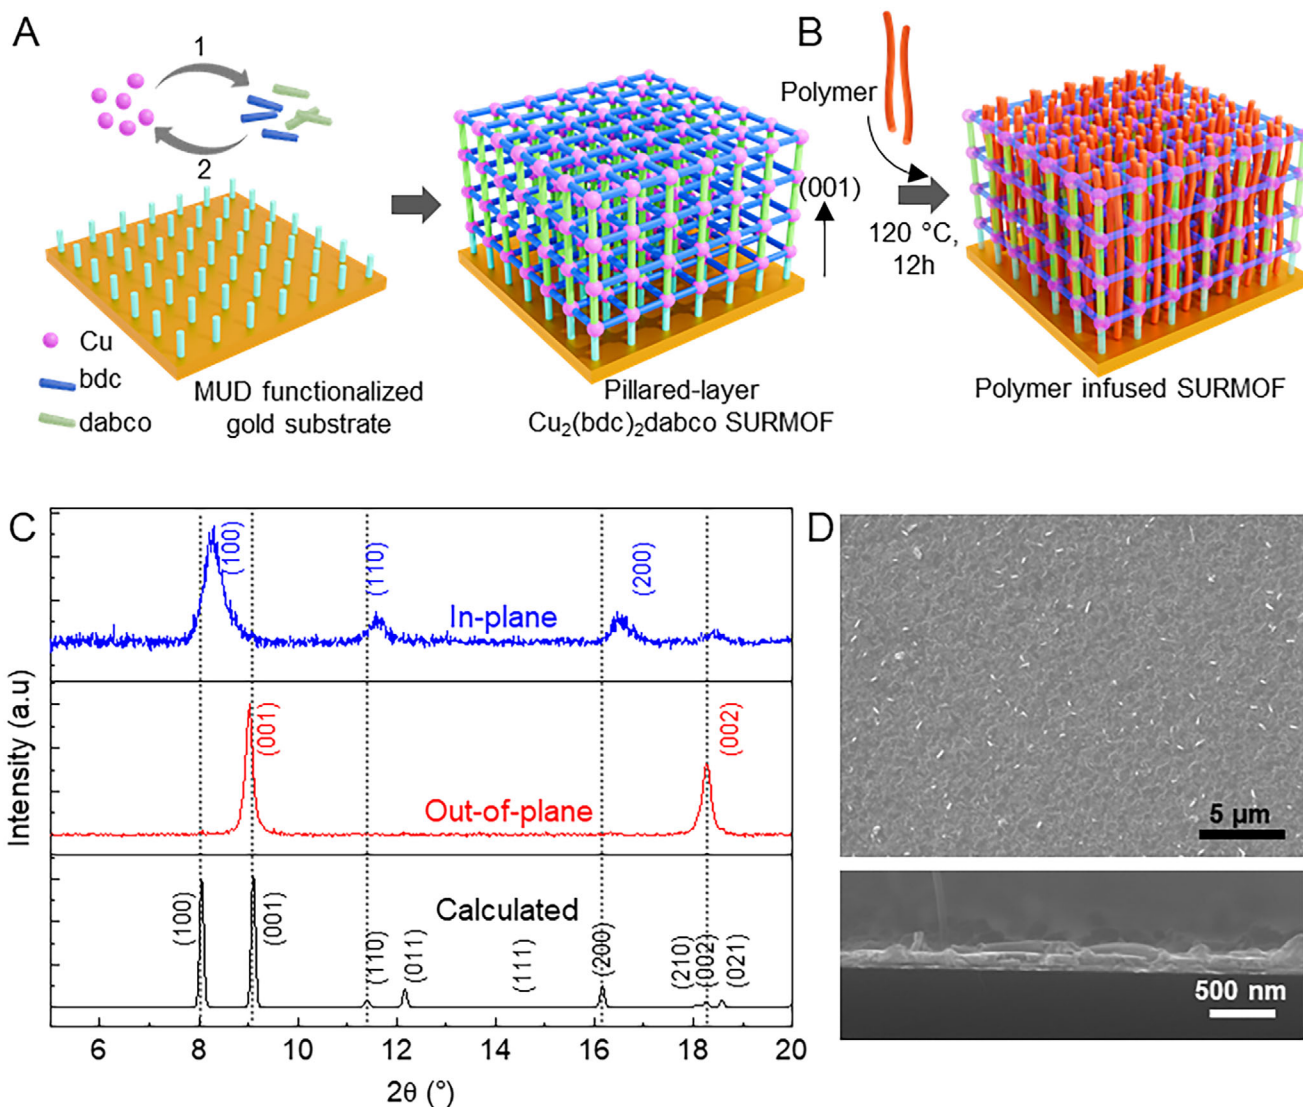 A
1
2
Cu
bdc
dabco
MUD functionalized
gold substrate
(001)
Pillared-layer
Cu₂(bdc)₂dabco SURMOF
B
Polymer
120 °C,
12h
Polymer infused SURMOF
C
Intensity (a.u)
(100)
(110)
(200)
In-plane
(001)
(002)
Out-of-plane
Calculated
(100)
(001)
(110)
(011)
(111)
(200)
(210)
(002)
(021)
6 8 10 12 14 16 18 20
2θ (°)
D
5 µm
500 nm